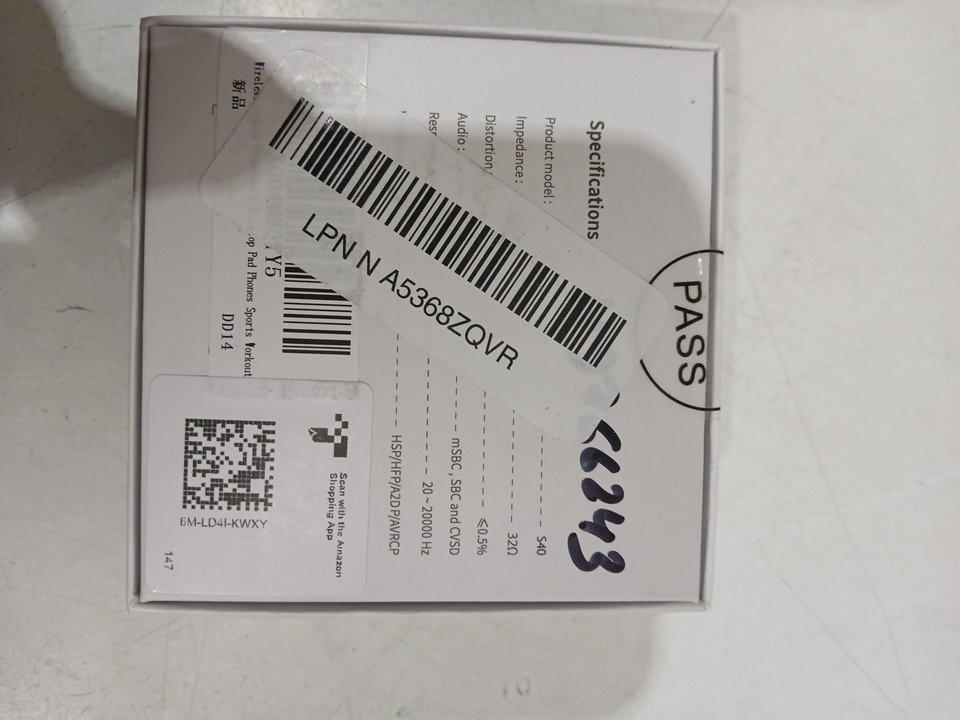 Specifications
Product model : S40
Impedance : 32Ω
Distortion ≤0.5%
Audio : mSBC, SBC and CVSD
20 ~ 20000 Hz
HSP/HFP/A2DP/AVRCP
PASS
LPN N A5368ZQVR
66243
Y5
op Pad Phones Sports Workout
新品
DD14
Scan with the Amazon
Shopping App
6M-LD4I-KWXY
147